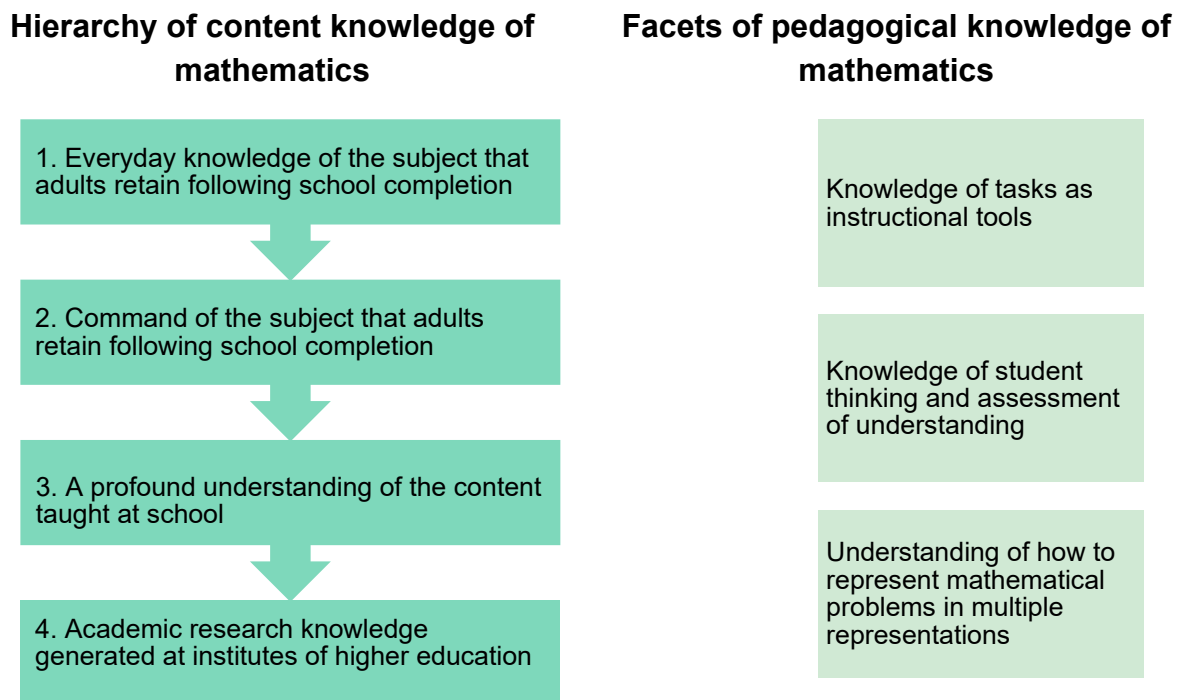 Hierarchy of content knowledge of
mathematics
1. Everyday knowledge of the subject that
adults retain following school completion
2. Command of the subject that adults
retain following school completion
3. A profound understanding of the content
taught at school
4. Academic research knowledge
generated at institutes of higher education
Facets of pedagogical knowledge of
mathematics
Knowledge of tasks as
instructional tools
Knowledge of student
thinking and assessment
of understanding
Understanding of how to
represent mathematical
problems in multiple
representations